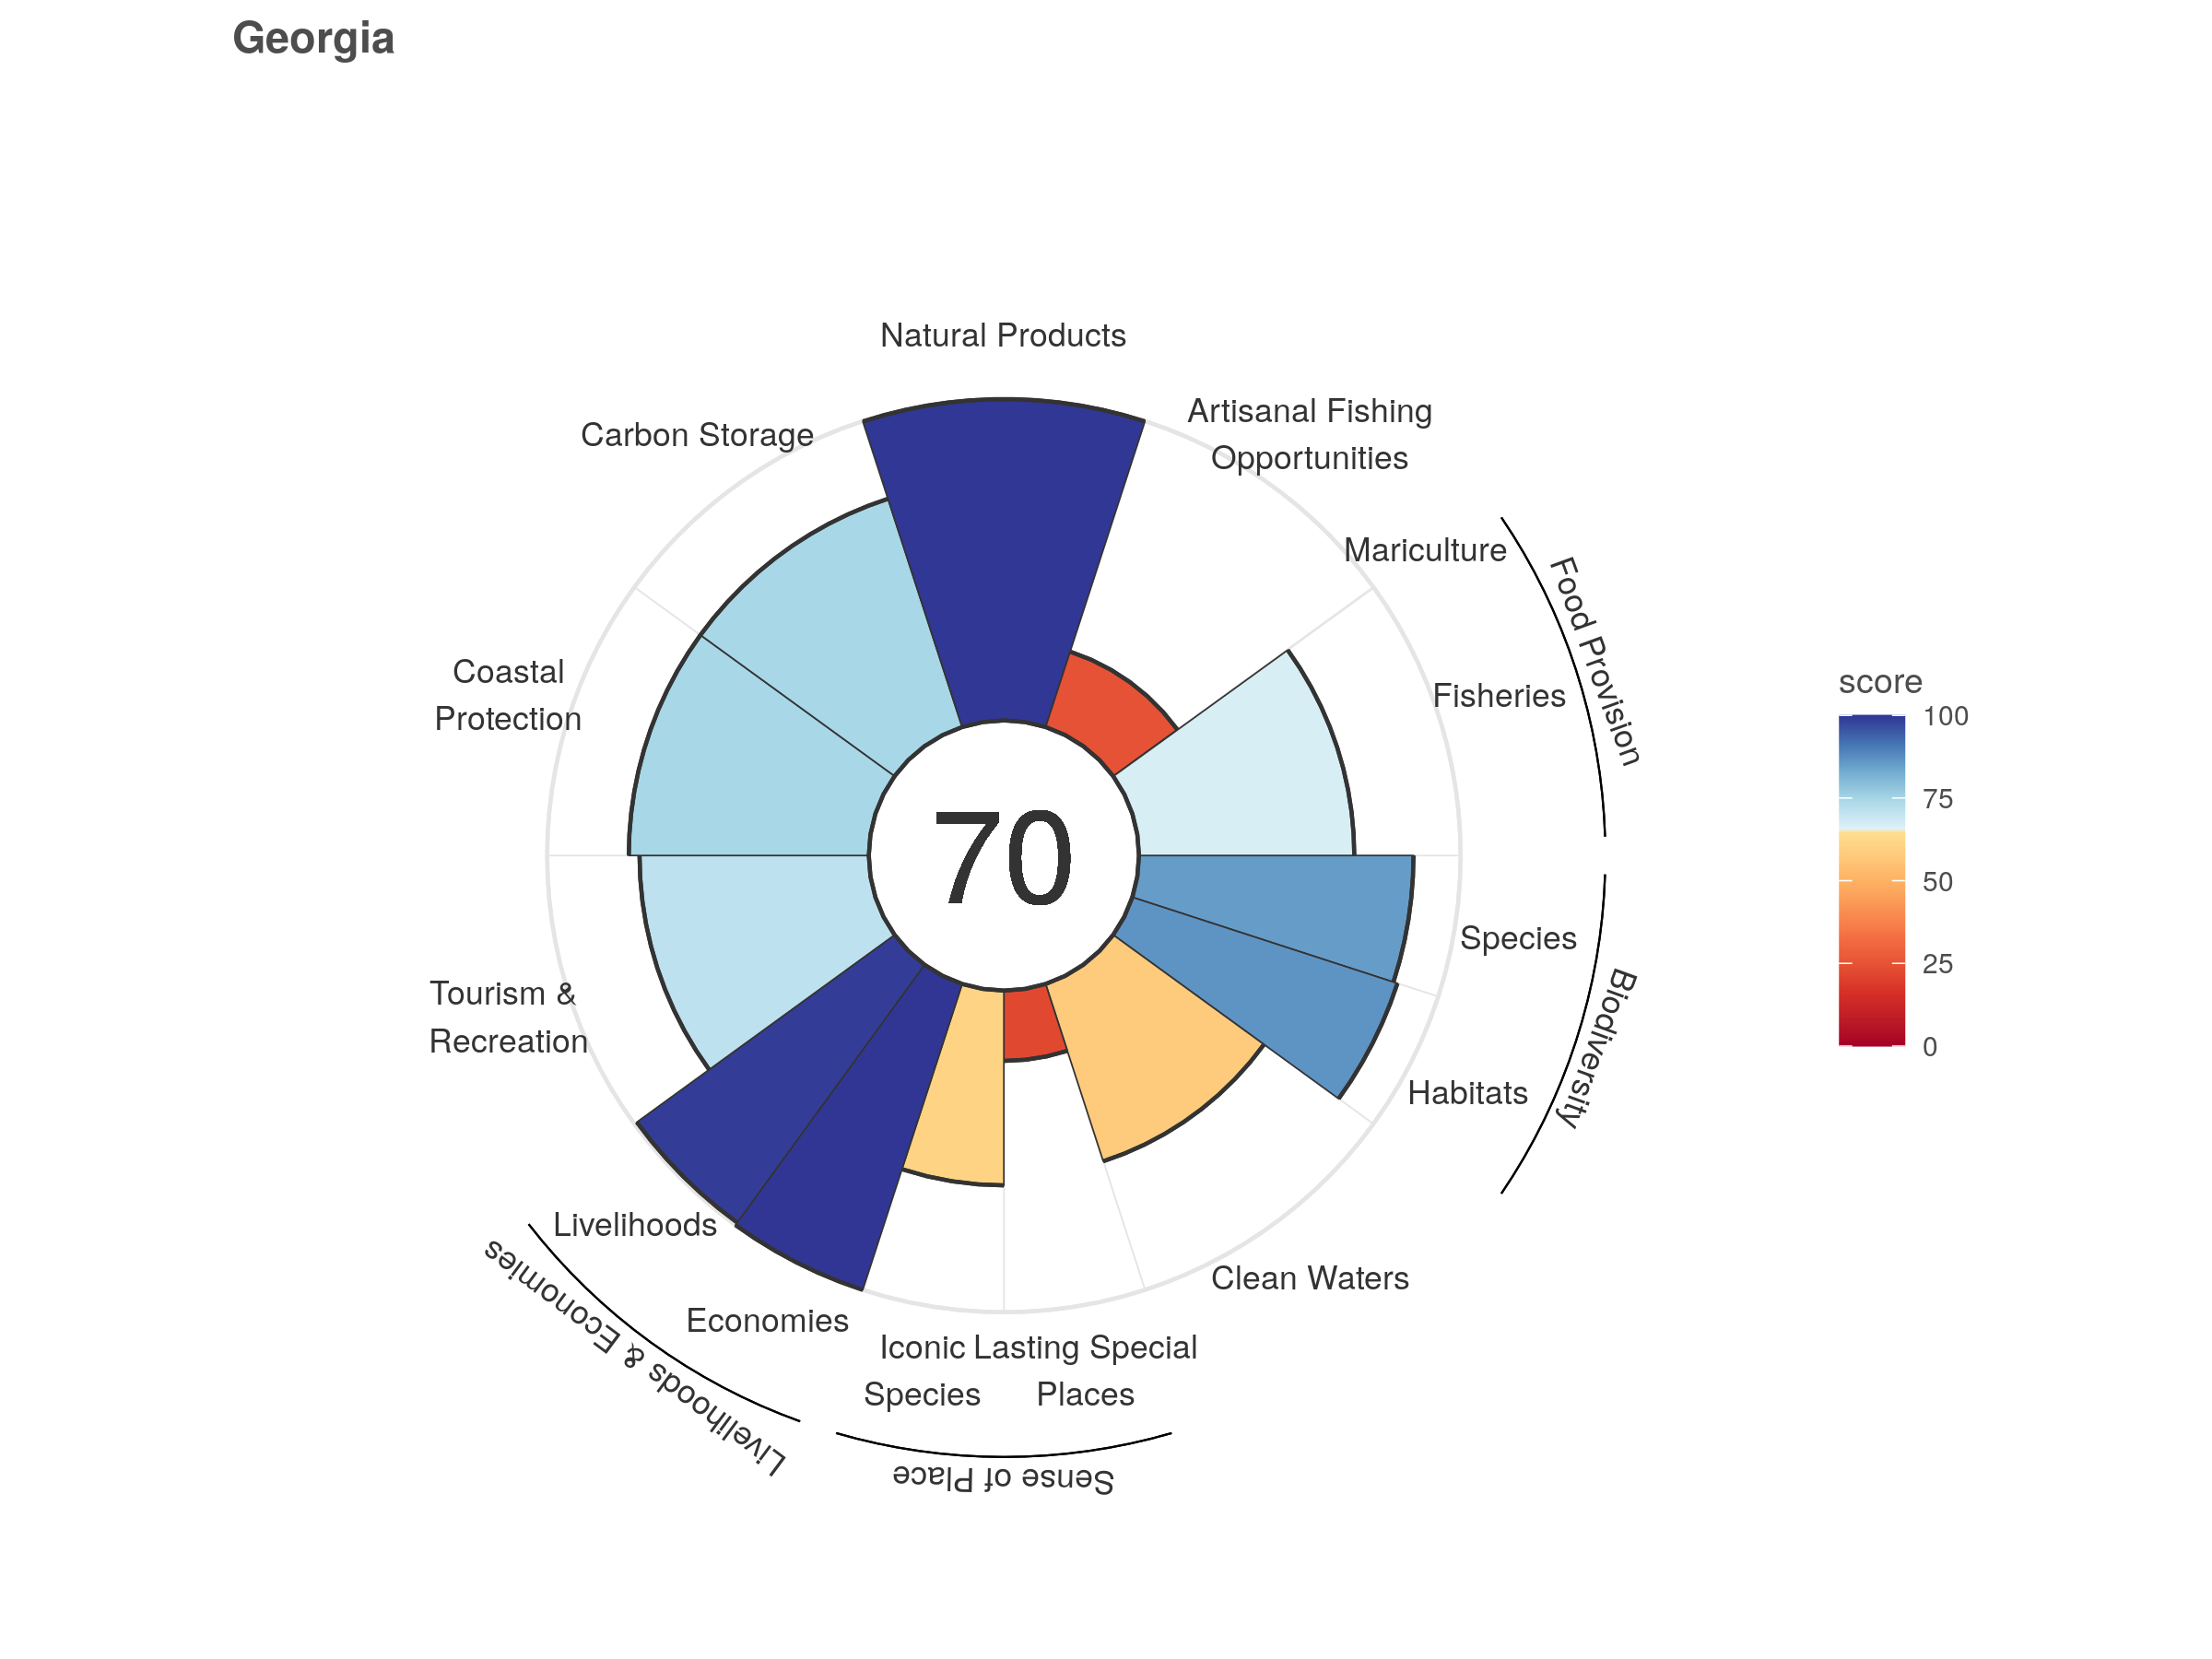 Georgia
Natural Products
Artisanal Fishing
Opportunities
Carbon Storage
Mariculture
Food Provision
Fisheries
Coastal
Protection
score
100
75
50
25
0
70
Species
Biodiversity
Habitats
Tourism &
Recreation
Livelihoods
Livelihoods & Economies
Economies
Clean Waters
Iconic
Species
Lasting Special
Places
Sense of Place